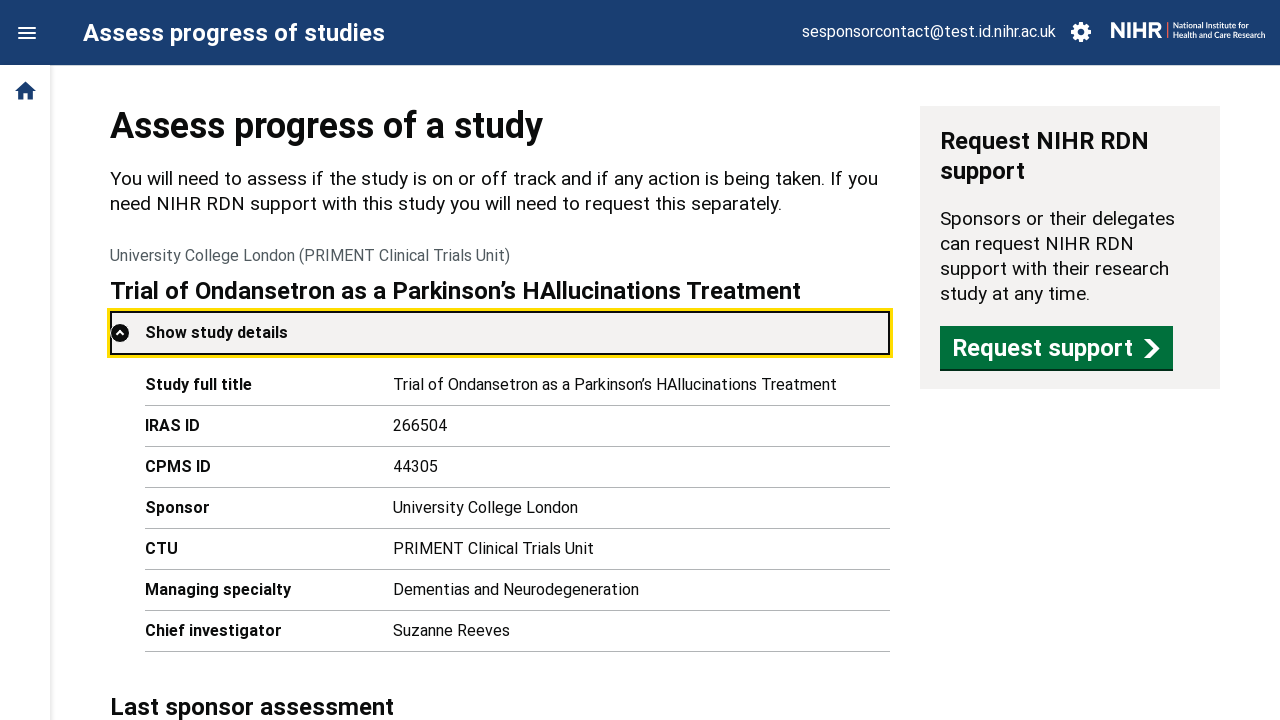 Assess progress of studies
sesponsorcontact@test.id.nihr.ac.uk
NIHR | National Institute for
Health and Care Research
Assess progress of a study
You will need to assess if the study is on or off track and if any action is being taken. If you
need NIHR RDN support with this study you will need to request this separately.
University College London (PRIMENT Clinical Trials Unit)
Trial of Ondansetron as a Parkinson’s HAllucinations Treatment
Show study details
Study full title Trial of Ondansetron as a Parkinson’s HAllucinations Treatment
IRAS ID 266504
CPMS ID 44305
Sponsor University College London
CTU PRIMENT Clinical Trials Unit
Managing specialty Dementias and Neurodegeneration
Chief investigator Suzanne Reeves
Last sponsor assessment
Request NIHR RDN
support
Sponsors or their delegates
can request NIHR RDN
support with their research
study at any time.
Request support